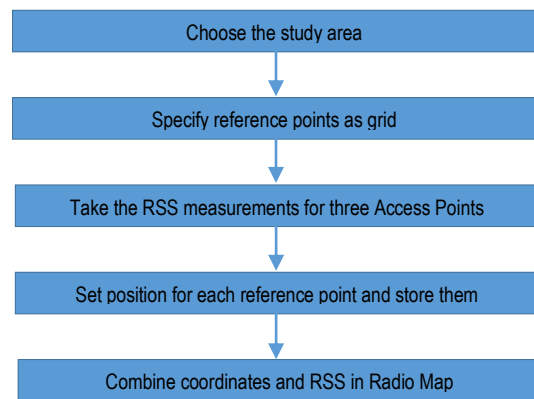 Choose the study area
Specify reference points as grid
Take the RSS measurements for three Access Points
Set position for each reference point and store them
Combine coordinates and RSS in Radio Map